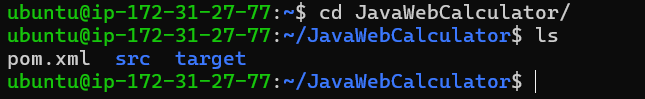 ubuntu@ip-172-31-27-77:~$ cd JavaWebCalculator/
ubuntu@ip-172-31-27-77:~/JavaWebCalculator$ ls
pom.xml  src  target
ubuntu@ip-172-31-27-77:~/JavaWebCalculator$